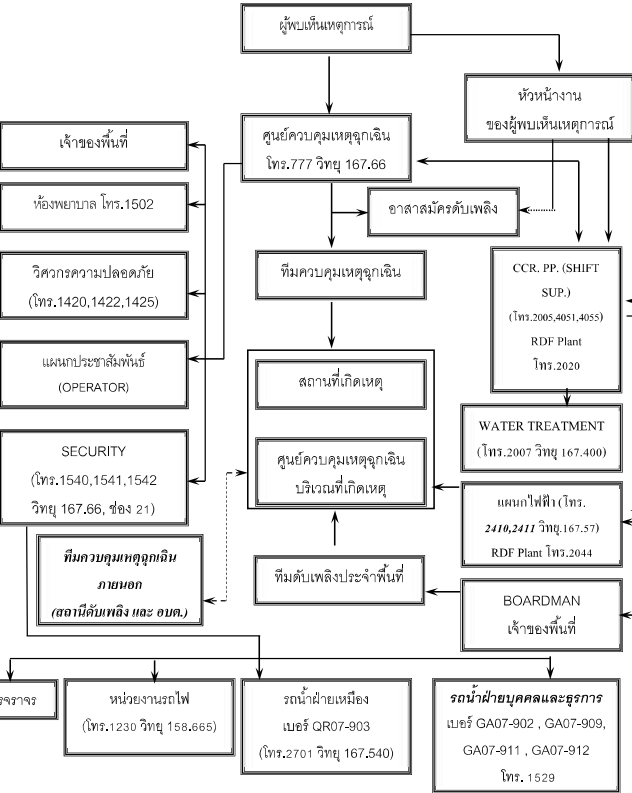 ผู้พบเห็นเหตุการณ์
หัวหน้างาน
ของผู้พบเห็นเหตุการณ์
ศูนย์ควบคุมเหตุฉุกเฉิน
โทร.777 วิทยุ 167.66
เจ้าของพื้นที่
ห้องพยาบาล โทร.1502
อาสาสมัครดับเพลิง
วิศวกรความปลอดภัย
(โทร.1420,1422,1425)
ทีมควบคุมเหตุฉุกเฉิน
CCR. PP. (SHIFT
SUP.)
(โทร.2005,4051,4055)
RDF Plant
โทร.2020
แผนกประชาสัมพันธ์
(OPERATOR)
สถานที่เกิดเหตุ
WATER TREATMENT
(โทร.2007 วิทยุ 167.400)
SECURITY
(โทร.1540,1541,1542
วิทยุ 167.66, ช่อง 21)
ศูนย์ควบคุมเหตุฉุกเฉิน
บริเวณที่เกิดเหตุ
แผนกไฟฟ้า (โทร.
2410,2411 วิทยุ.167.57)
RDF Plant โทร.2044
ทีมควบคุมเหตุฉุกเฉิน
ภายนอก
(สถานีดับเพลิง และ อบต.)
ทีมดับเพลิงประจำพื้นที่
BOARDMAN
เจ้าของพื้นที่
จราจร
หน่วยงานรถไฟ
(โทร.1230 วิทยุ 158.665)
รถน้ำฝ่ายเหมือง
เบอร์ QR07-903
(โทร.2701 วิทยุ 167.540)
รถน้ำฝ่ายบุคคลและธุรการ
เบอร์ GA07-902 , GA07-909,
GA07-911 , GA07-912
โทร. 1529